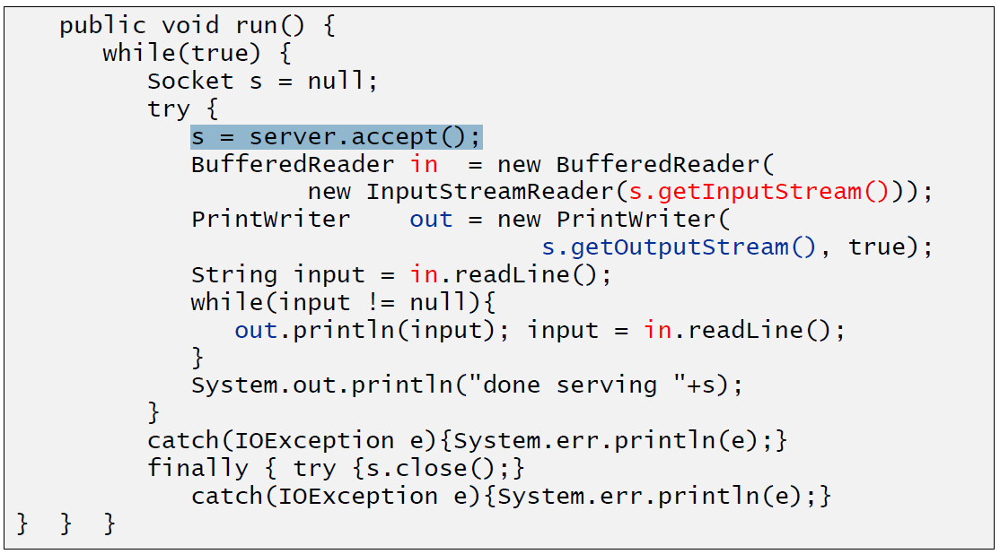 public void run() {
while(true) {
Socket s = null;
try {
s = server.accept();
BufferedReader in  = new BufferedReader(
new InputStreamReader(s.getInputStream()));
PrintWriter    out = new PrintWriter(
s.getOutputStream(), true);
String input = in.readLine();
while(input != null){
out.println(input); input = in.readLine();
}
System.out.println("done serving "+s);
}
catch(IOException e){System.err.println(e);}
finally { try {s.close();}
catch(IOException e){System.err.println(e);}
}  }  }